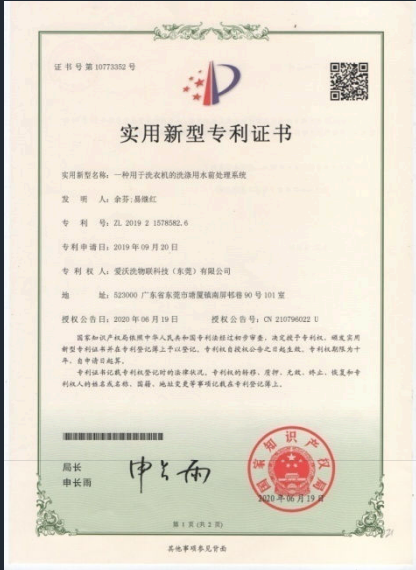 证书号第10773352号
实用新型专利证书
实用新型名称：一种用于洗衣机的洗涤用水前处理系统
发 明 人：余芬;易继红
专 利 号：ZL 2019 2 1578582.6
专利申请日：2019年09月20日
专 利 权 人：爱沃洗物联科技（东莞）有限公司
地 址：523000 广东省东莞市塘厦镇南屏邨巷90号101室
授权公告日：2020年06月19日 授权公告号：CN 210796022 U
国家知识产权局依照中华人民共和国专利法经过初步审查，决定授予专利权，颁发实用
新型专利证书并在专利登记簿上予以登记。专利权自授权公告之日起生效。专利权期限为十
年，自申请日起算。
专利证书记载专利权登记时的法律状况。专利权的转移、质押、无效、终止、恢复和专
利权人的姓名或名称、国籍、地址变更等事项记载在专利登记簿上。
局长
申长雨
申长雨
国家知识产权局
2020年06月19日
第 1 页 (共 2 页)
其他事项参见背面